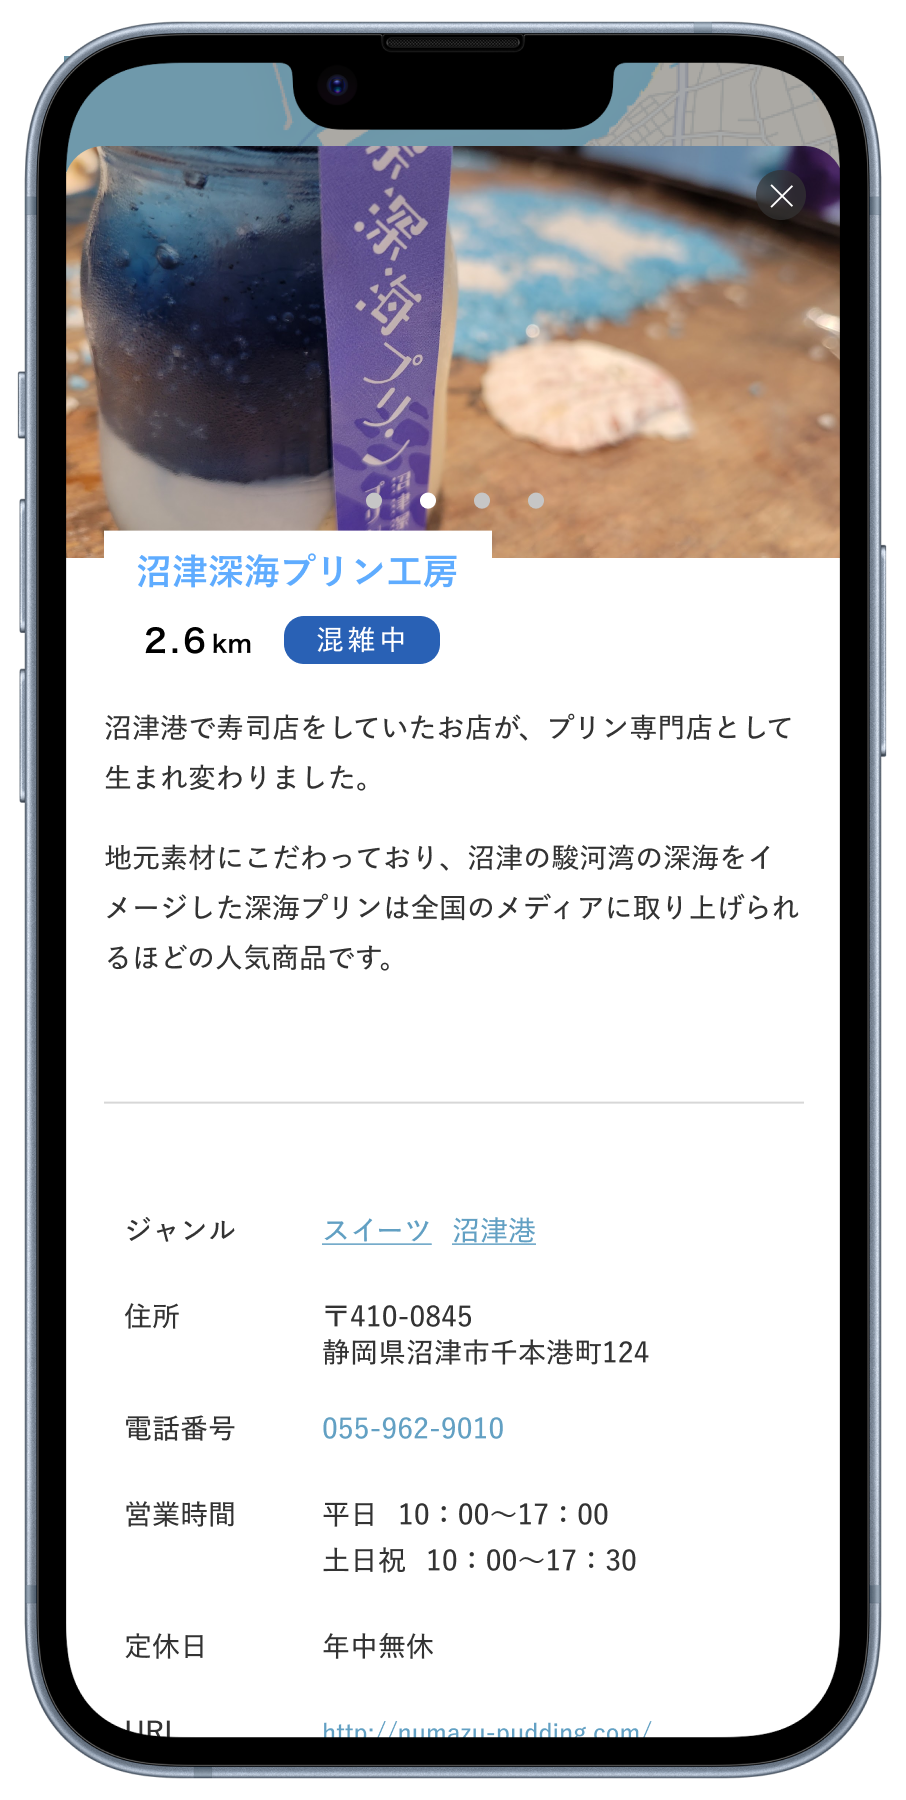 深海プリン
沼津深海プリン工房
2.6km
混雑中
沼津港で寿司店をしていたお店が、プリン専門店として
生まれ変わりました。
地元素材にこだわっており、沼津の駿河湾の深海をイ
メージした深海プリンは全国のメディアに取り上げられ
るほどの人気商品です。
ジャンル スイーツ 沼津港
住所 〒410-0845
静岡県沼津市千本港町124
電話番号 055-962-9010
営業時間 平日 10：00〜17：00
土日祝 10：00〜17：30
定休日 年中無休
URL http://numazu-pudding.com/